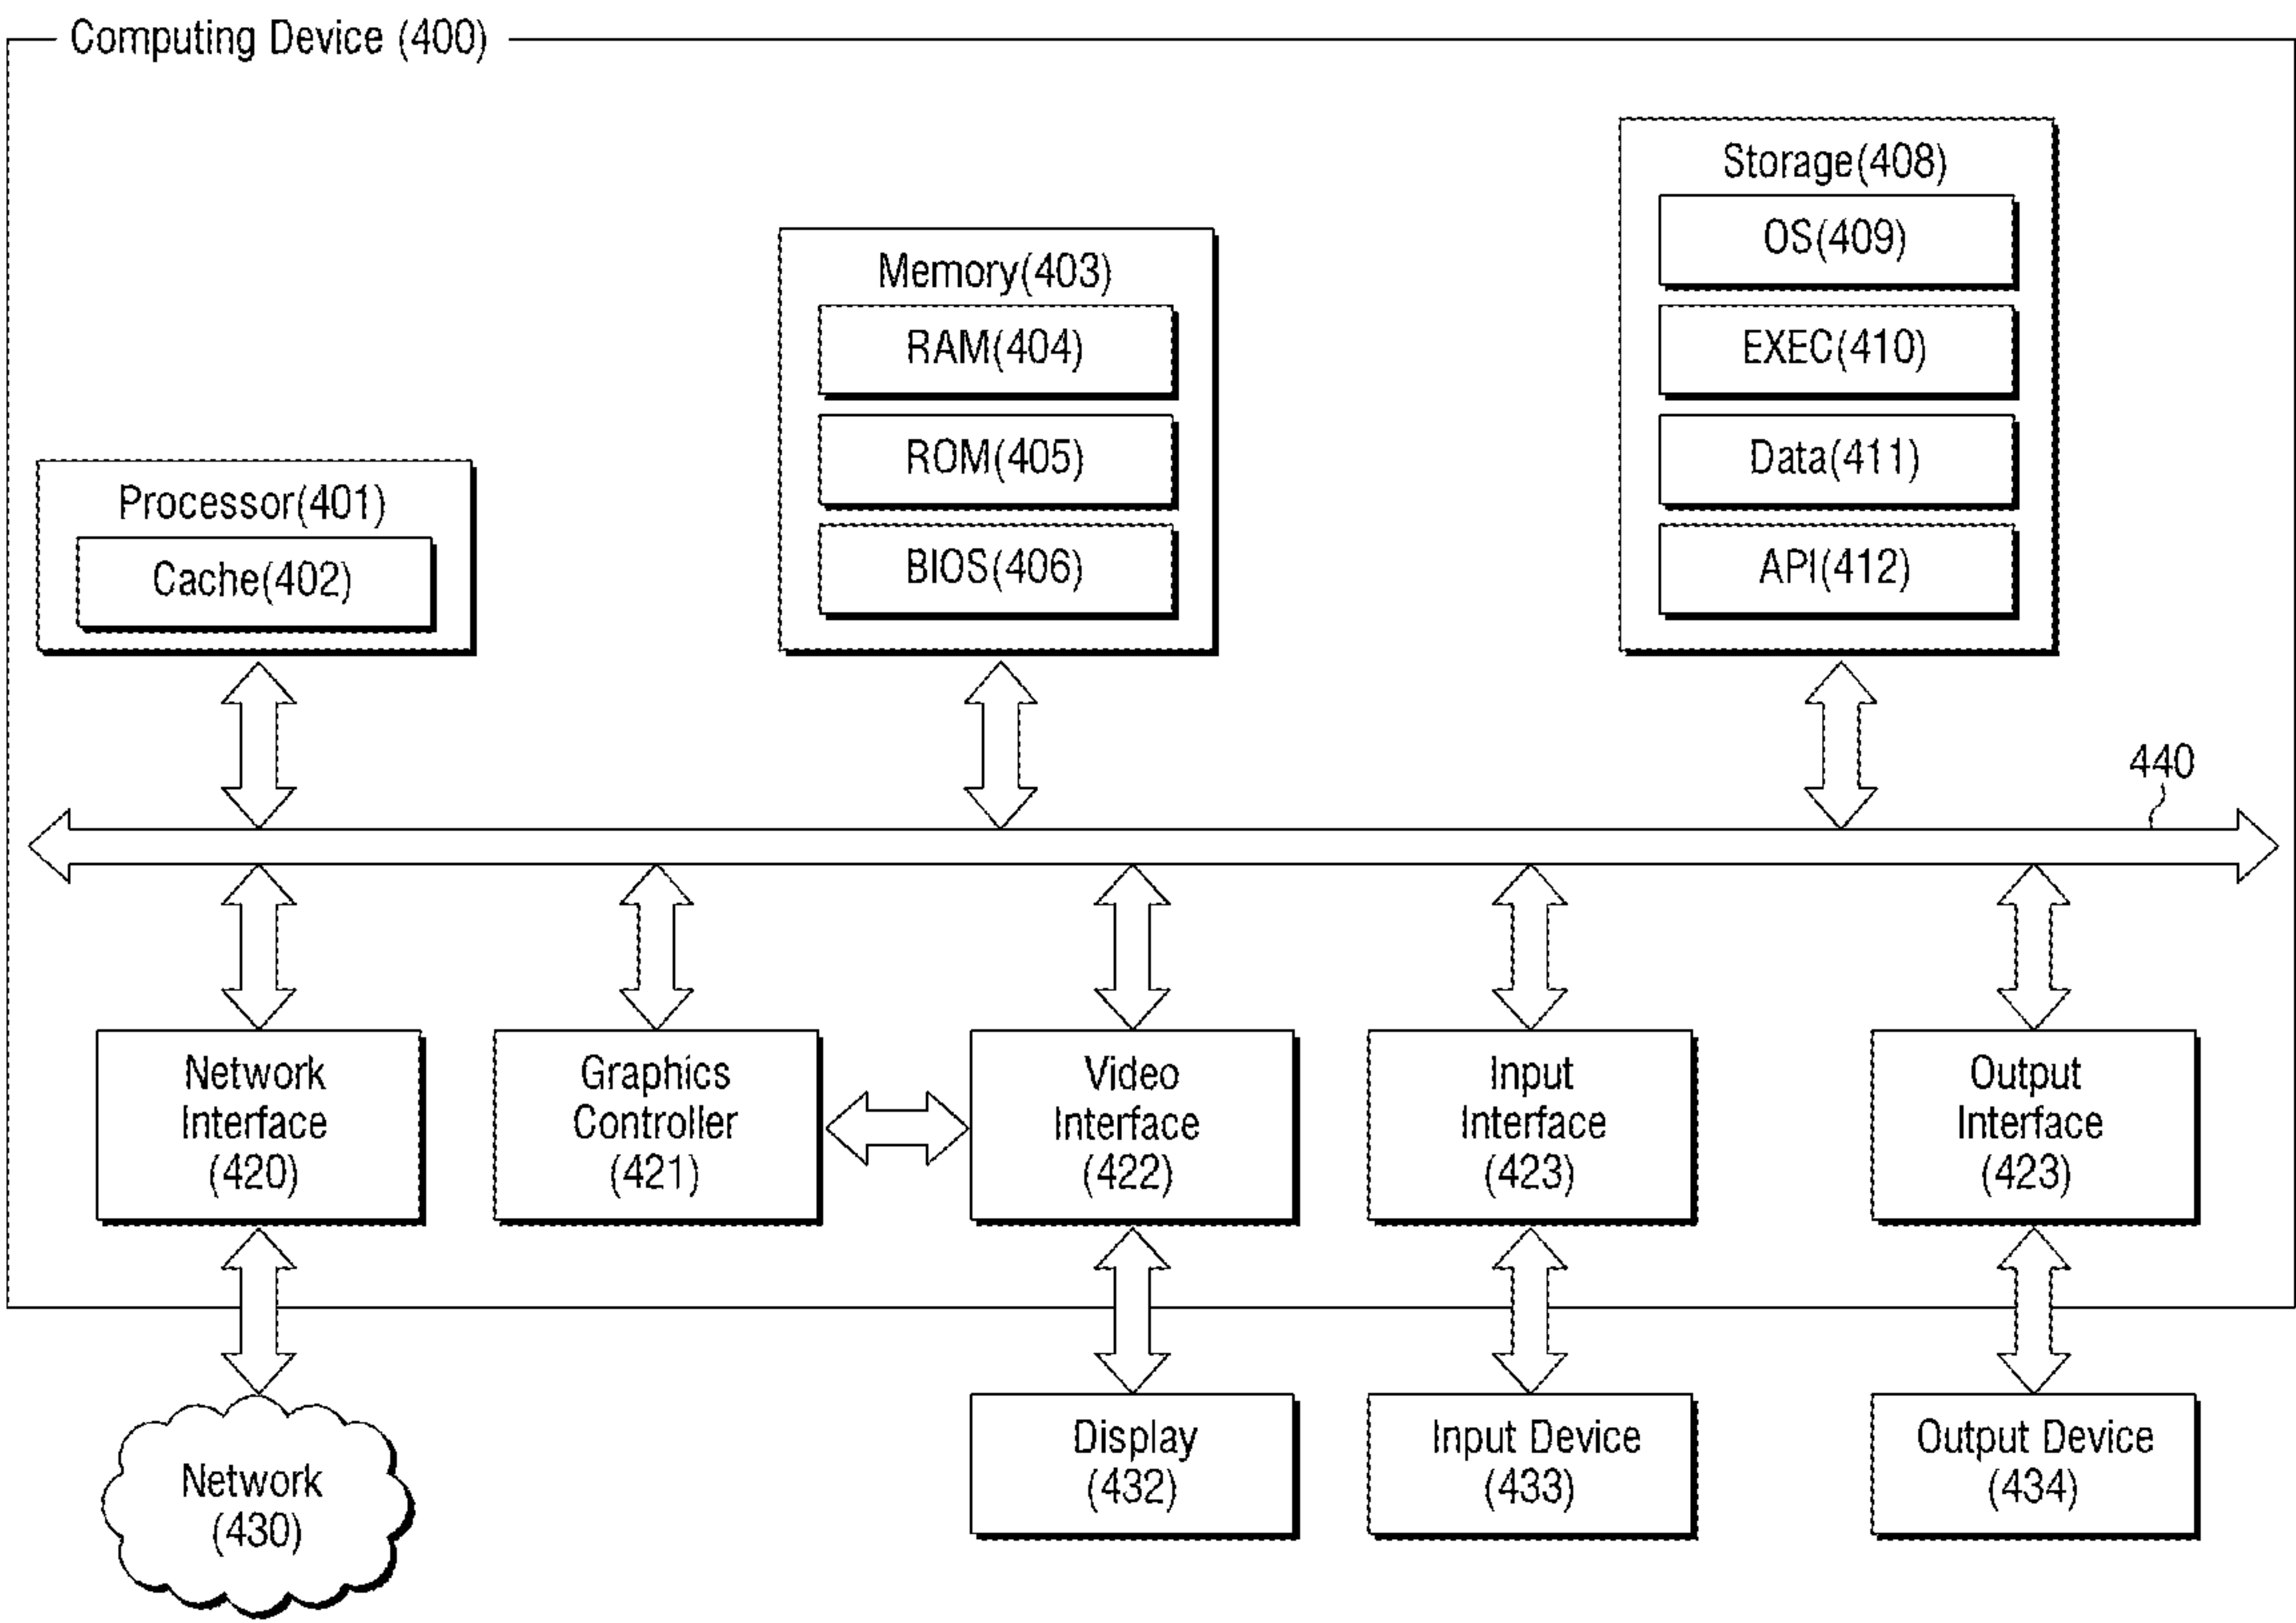 Computing Device (400)
Storage(408)
OS(409)
EXEC(410)
Data(411)
API(412)
Memory(403)
RAM(404)
ROM(405)
BIOS(406)
Processor(401)
Cache(402)
440
Network
Interface
(420)
Graphics
Controller
(421)
Video
Interface
(422)
Input
Interface
(423)
Output
Interface
(423)
Network
(430)
Display
(432)
Input Device
(433)
Output Device
(434)